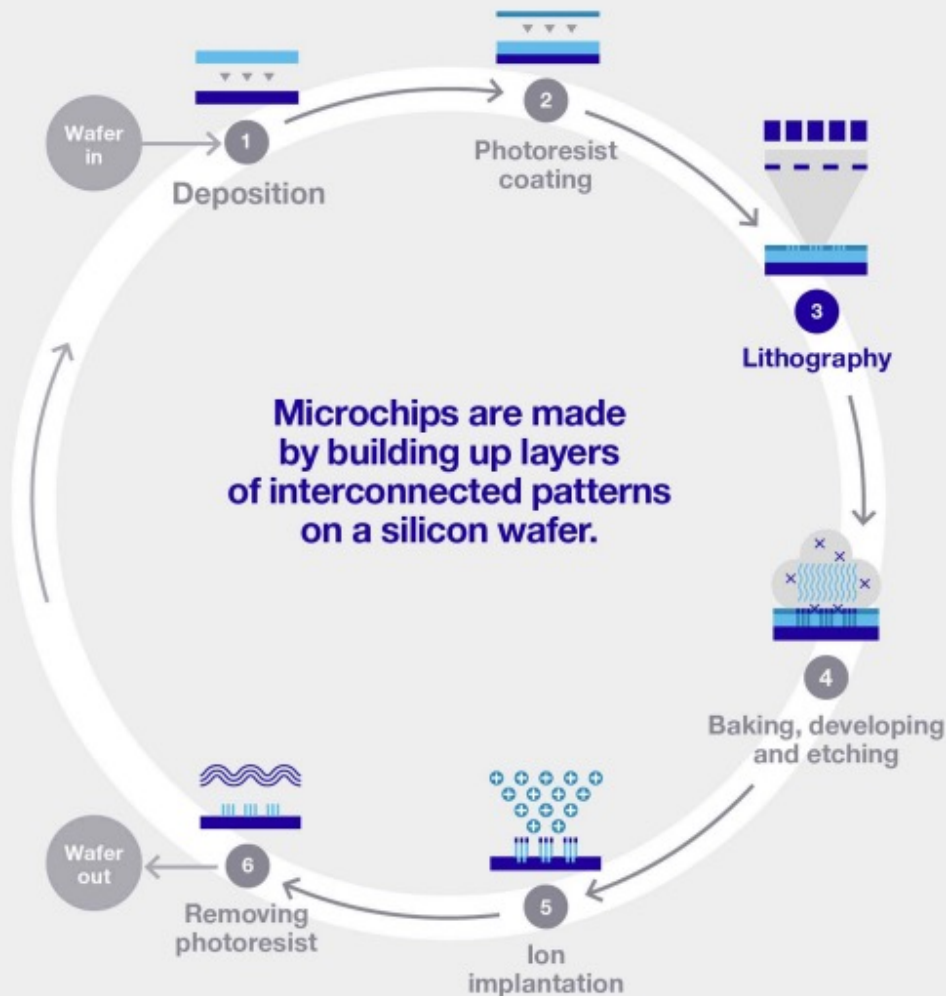 Wafer
in
1
Deposition
2
Photoresist
coating
3
Lithography
Microchips are made
by building up layers
of interconnected patterns
on a silicon wafer.
4
Baking, developing
and etching
5
Ion
implantation
6
Removing
photoresist
Wafer
out